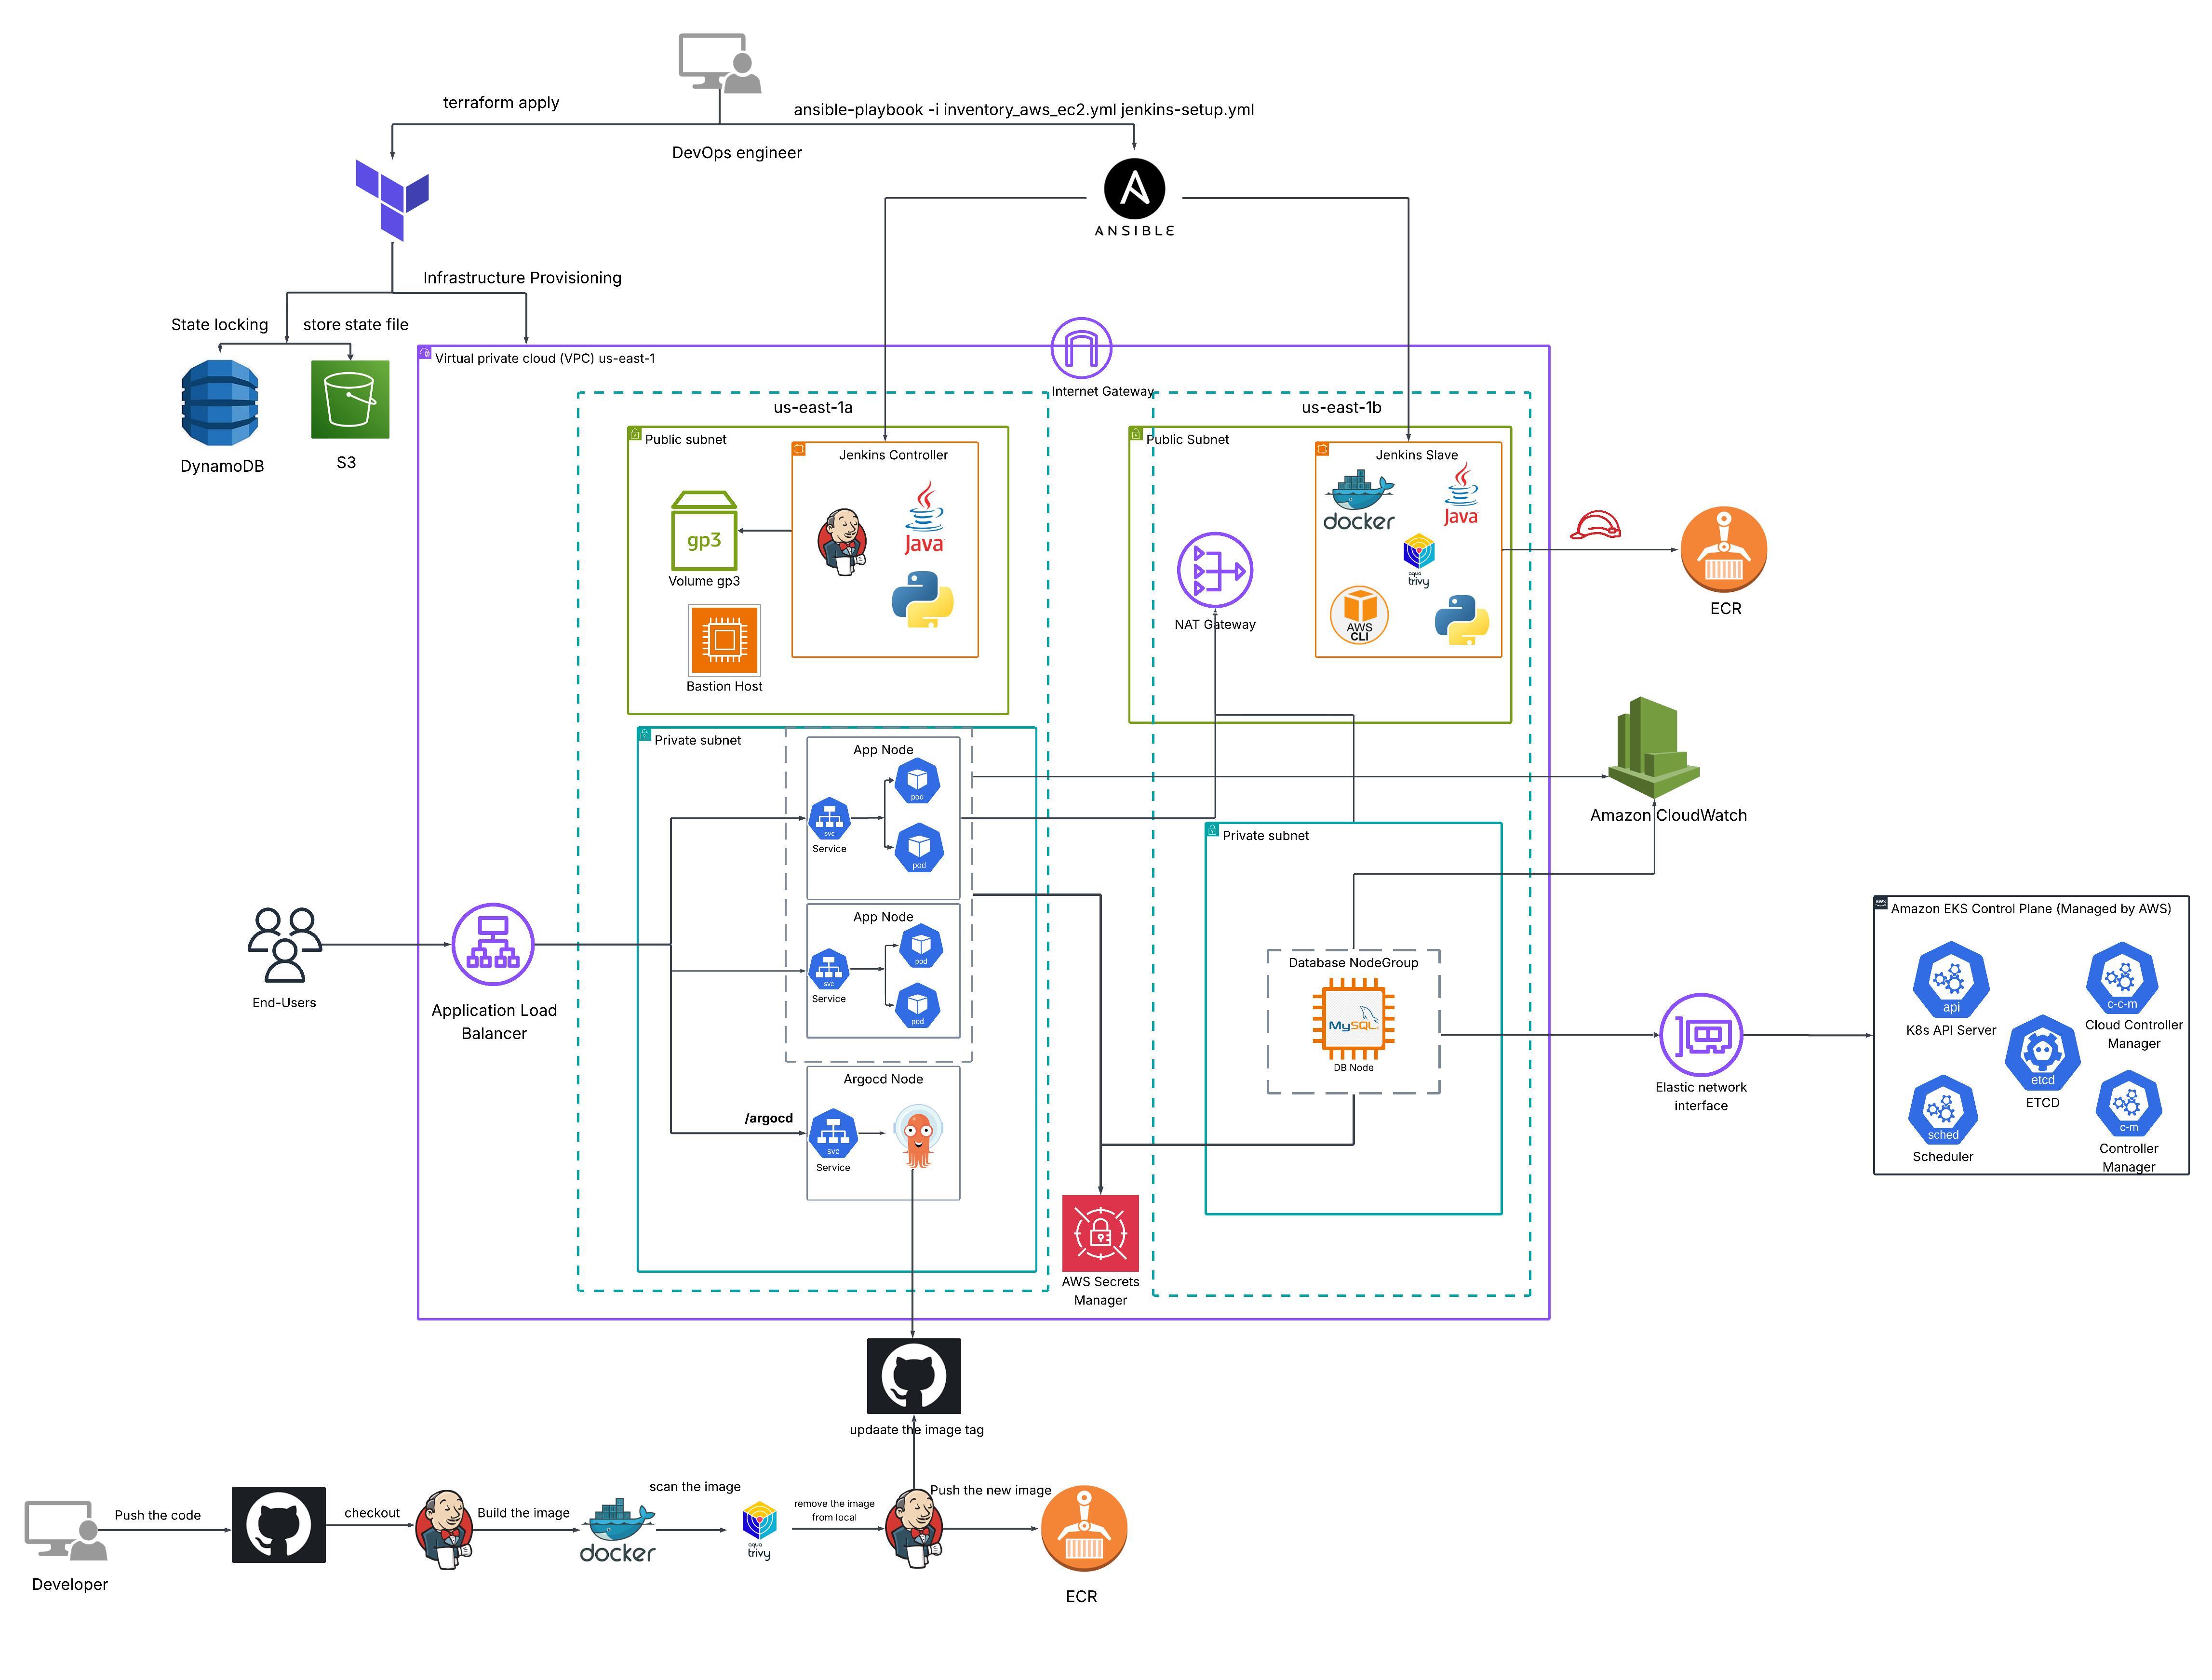 terraform apply
ansible-playbook -i inventory_aws_ec2.yml jenkins-setup.yml
DevOps engineer
ANSIBLE
Infrastructure Provisioning
State locking
store state file
DynamoDB
S3
Virtual private cloud (VPC) us-east-1
Internet Gateway
us-east-1a
us-east-1b
Public subnet
Jenkins Controller
gp3
Volume gp3
Java
Bastion Host
Public Subnet
Jenkins Slave
docker
Java
aqua
trivy
AWS
CLI
NAT Gateway
ECR
Private subnet
App Node
pod
svc
Service
pod
App Node
pod
svc
Service
pod
Argocd Node
/argocd
svc
Service
Amazon CloudWatch
Private subnet
Database NodeGroup
MySQL
DB Node
End-Users
Application Load
Balancer
Elastic network
interface
Amazon EKS Control Plane (Managed by AWS)
aws
api
K8s API Server
c-c-m
Cloud Controller
Manager
etcd
ETCD
sched
Scheduler
c-m
Controller
Manager
AWS Secrets
Manager
updaate the image tag
Push the code
checkout
Build the image
docker
scan the image
aqua
trivy
remove the image
from local
Push the new image
Developer
ECR